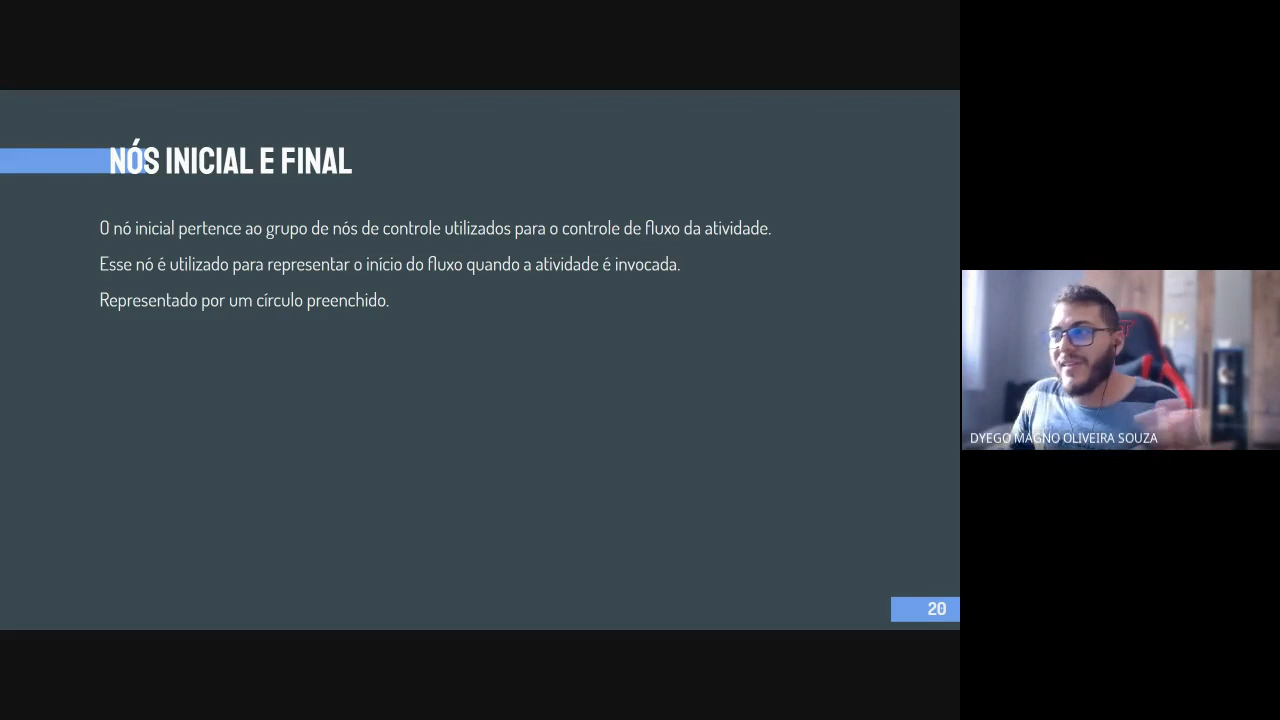 NÓS INICIAL E FINAL
O nó inicial pertence ao grupo de nós de controle utilizados para o controle de fluxo da atividade.
Esse nó é utilizado para representar o início do fluxo quando a atividade é invocada.
Representado por um círculo preenchido.
DYEGO MAGNO OLIVEIRA SOUZA
20